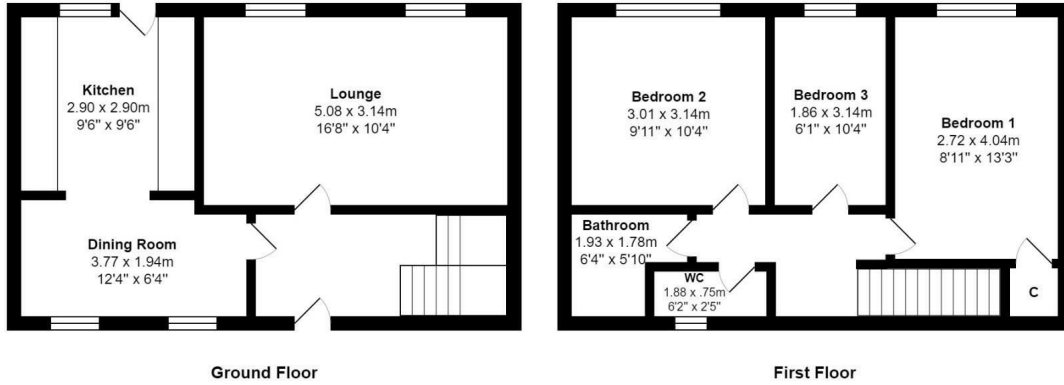 Kitchen
2.90 x 2.90m
9'6" x 9'6"
Lounge
5.08 x 3.14m
16'8" x 10'4"
Dining Room
3.77 x 1.94m
12'4" x 6'4"
Ground Floor
Bedroom 2
3.01 x 3.14m
9'11" x 10'4"
Bedroom 3
1.86 x 3.14m
6'1" x 10'4"
Bedroom 1
2.72 x 4.04m
8'11" x 13'3"
Bathroom
1.93 x 1.78m
6'4" x 5'10"
WC
1.88 x .75m
6'2" x 2'5"
C
First Floor